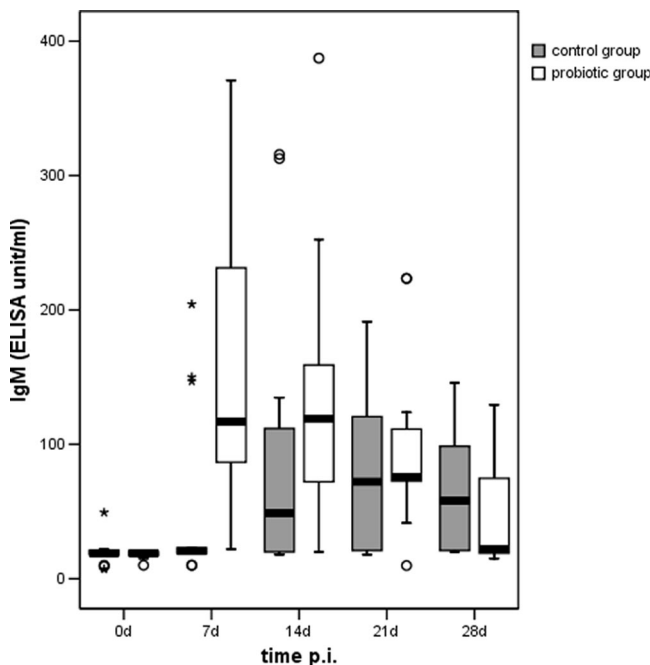 400
300
200
100
0
IgM (ELISA unit/ml)
0d 7d 14d 21d 28d
time p.i.
control group
probiotic group